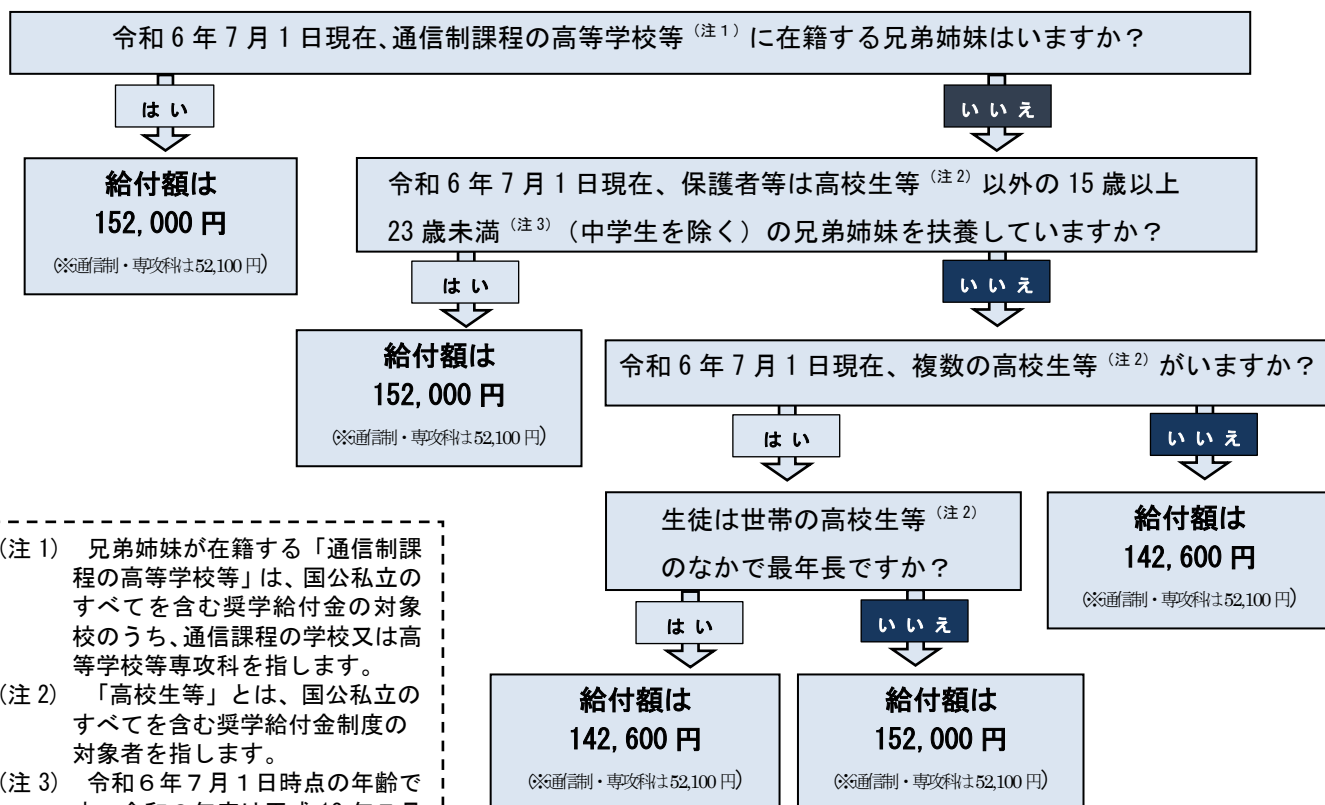 令和6年7月1日現在、通信制課程の高等学校等（注1）に在籍する兄弟姉妹はいますか？
はい
いいえ
給付額は
152,000円
（※通信制・専攻科は52,100円）
令和6年7月1日現在、保護者等は高校生等（注2）以外の15歳以上
23歳未満（注3）（中学生を除く）の兄弟姉妹を扶養していますか？
はい
いいえ
給付額は
152,000円
（※通信制・専攻科は52,100円）
令和6年7月1日現在、複数の高校生等（注2）がいますか？
はい
いいえ
生徒は世帯の高校生等（注2）
のなかで最年長ですか？
給付額は
142,600円
（※通信制・専攻科は52,100円）
はい
いいえ
給付額は
142,600円
（※通信制・専攻科は52,100円）
給付額は
152,000円
（※通信制・専攻科は52,100円）
（注1） 兄弟姉妹が在籍する「通信制課
程の高等学校等」は、国公私立の
すべてを含む奨学給付金の対象
校のうち、通信課程の学校又は高
等学校等専攻科を指します。
（注2） 「高校生等」とは、国公私立の
すべてを含む奨学給付金制度の
対象者を指します。
（注3） 令和6年7月1日時点の年齢で